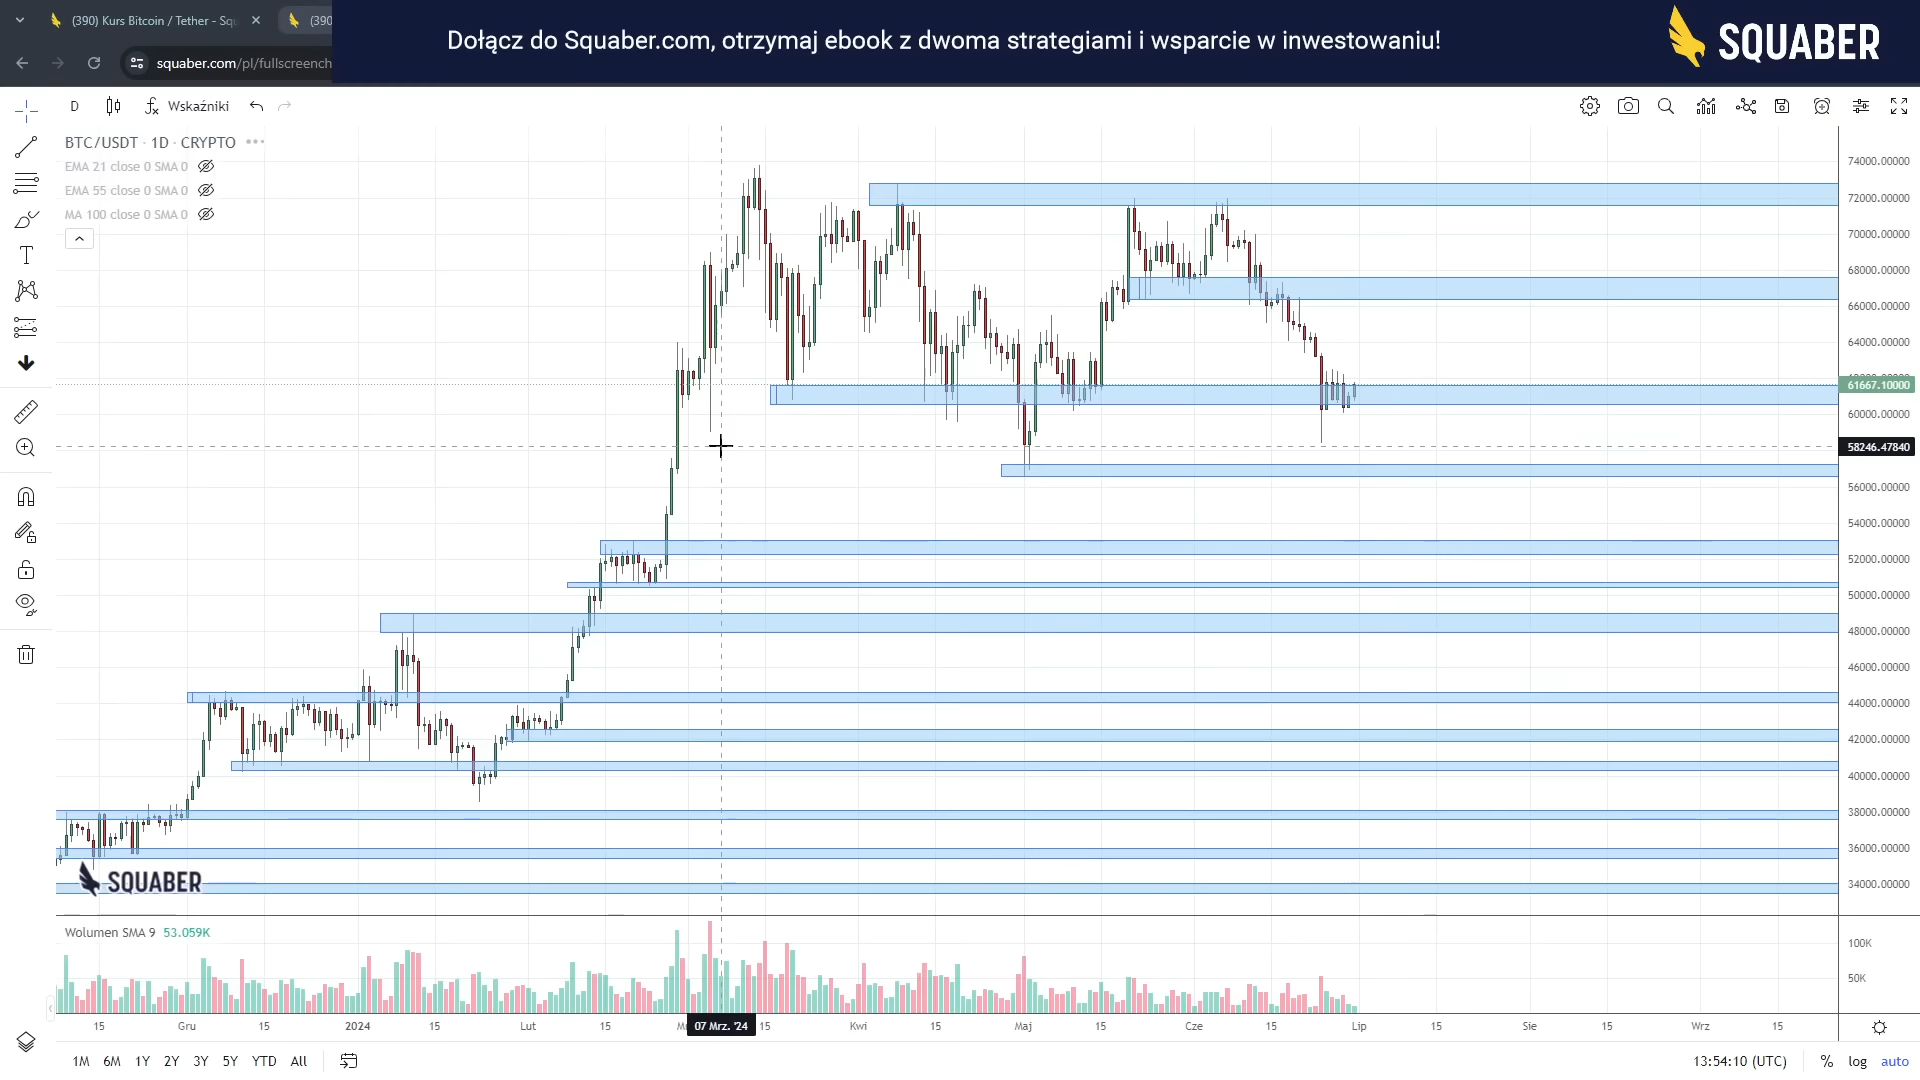 (390) Kurs Bitcoin / Tether - Squ
(390
squaber.com/pl/fullscreench
Dołącz do Squaber.com, otrzymaj ebook z dwoma strategiami i wsparcie w inwestowaniu!
SQUABER
D
Wskaźniki
BTC/USDT · 1D · CRYPTO
EMA 21 close 0 SMA 0
EMA 55 close 0 SMA 0
MA 100 close 0 SMA 0
74000.00000
72000.00000
70000.00000
68000.00000
66000.00000
64000.00000
61667.10000
60000.00000
58246.47840
56000.00000
54000.00000
52000.00000
50000.00000
48000.00000
46000.00000
44000.00000
42000.00000
40000.00000
38000.00000
36000.00000
34000.00000
SQUABER
Wolumen SMA 9 53.059K
100K
50K
15 Gru 15 2024 15 Lut 15 07 Mrz. '24 15 Kwi 15 Maj 15 Cze 15 Lip 15 Sie 15 Wrz 15
1M 6M 1Y 2Y 3Y 5Y YTD All
13:54:10 (UTC) % log auto